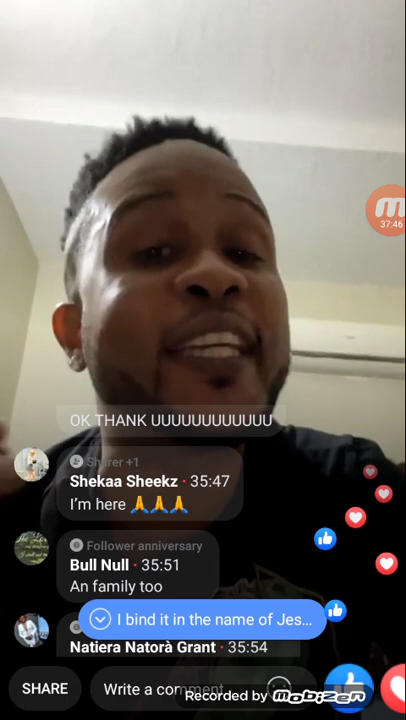 37:46
OK THANK UUUUUUUUUUUU
Sharer +1
Shekaa Sheekz • 35:47
I'm here 🙏🙏🙏
Follower anniversary
Bull Null • 35:51
An family too
I bind it in the name of Jes...
Natiera Natorà Grant • 35:54
SHARE
Write a comment
Recorded by mobizen